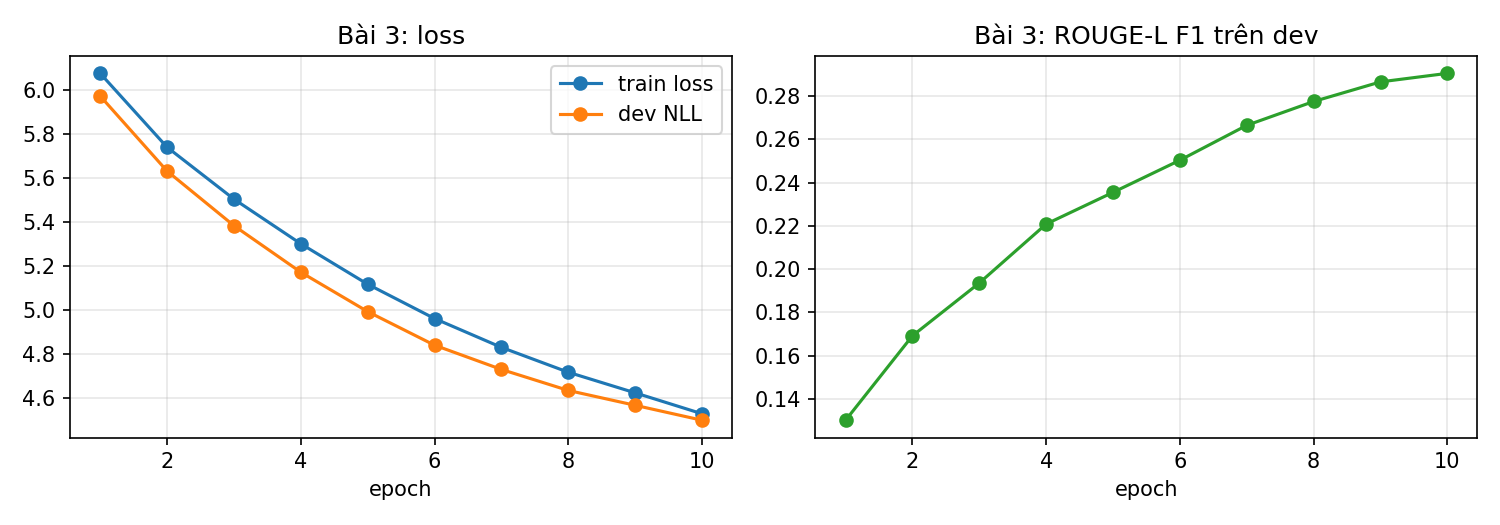 Bài 3: loss
train loss
dev NLL
6.0
5.8
5.6
5.4
5.2
5.0
4.8
4.6
2 4 6 8 10
epoch
Bài 3: ROUGE-L F1 trên dev
0.28
0.26
0.24
0.22
0.20
0.18
0.16
0.14
2 4 6 8 10
epoch